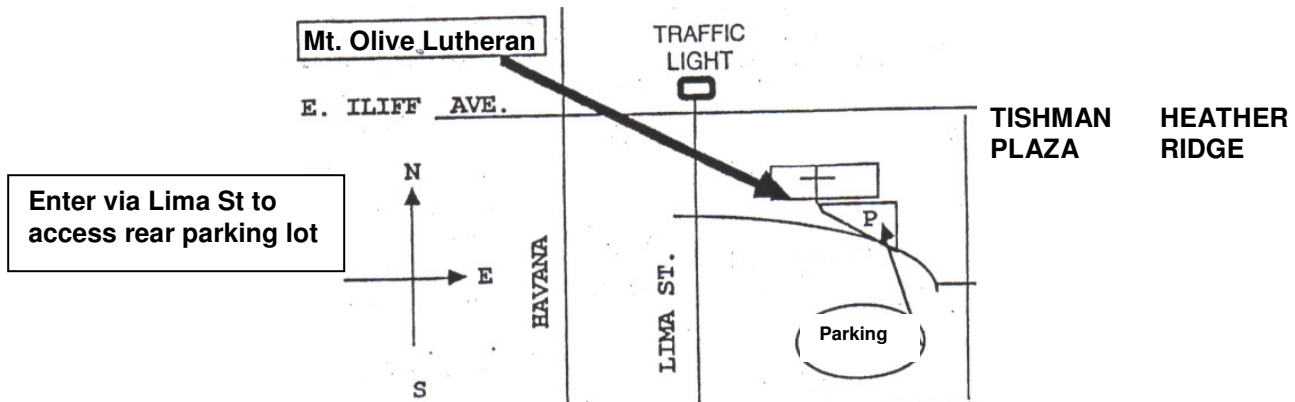 Mt. Olive Lutheran
TRAFFIC
LIGHT
E. ILIFF AVE.
TISHMAN HEATHER
PLAZA RIDGE
N
Enter via Lima St to
access rear parking lot
P
E
HAVANA
LIMA ST.
Parking
S